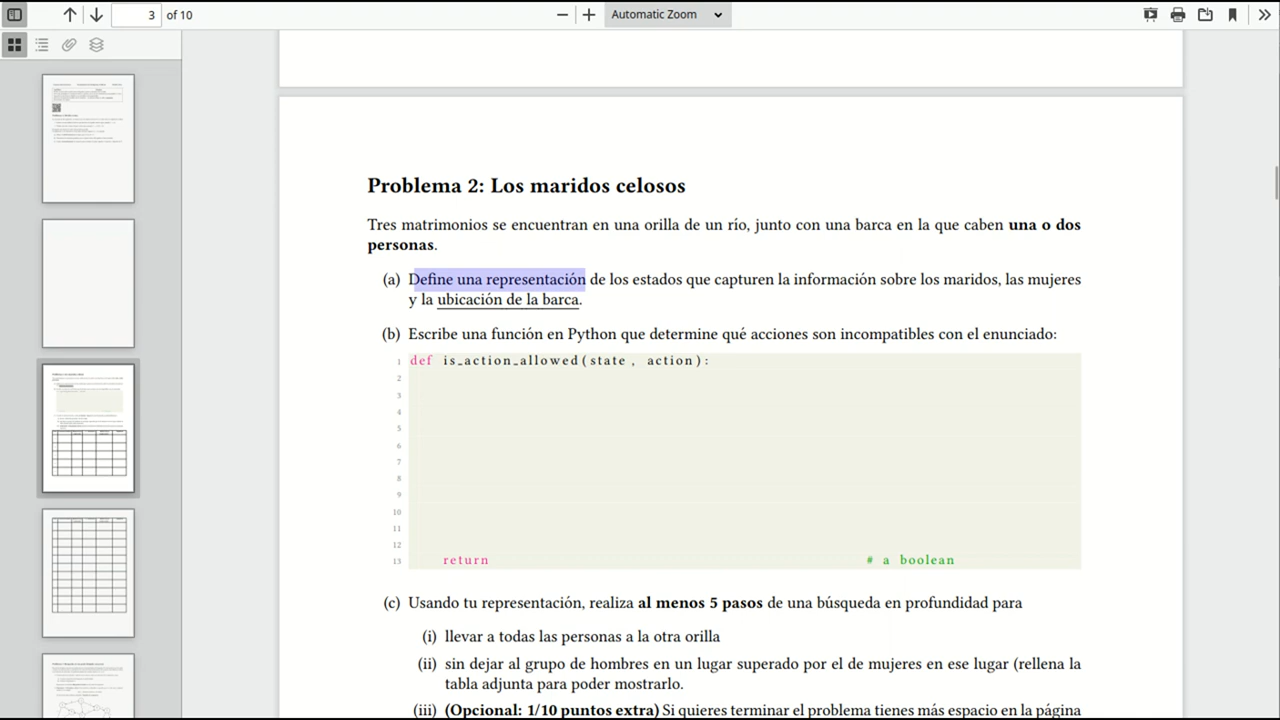 3 of 10
Automatic Zoom
Problema 2: Los maridos celosos
Tres matrimonios se encuentran en una orilla de un río, junto con una barca en la que caben una o dos
personas.
(a) Define una representación de los estados que capturen la información sobre los maridos, las mujeres
y la ubicación de la barca.
(b) Escribe una función en Python que determine qué acciones son incompatibles con el enunciado:
1 def is_action_allowed(state, action):
2
3
4
5
6
7
8
9
10
11
12
13 return # a boolean
(c) Usando tu representación, realiza al menos 5 pasos de una búsqueda en profundidad para
(i) llevar a todas las personas a la otra orilla
(ii) sin dejar al grupo de hombres en un lugar superado por el de mujeres en ese lugar (rellena la
tabla adjunta para poder mostrarlo.
(iii) (Opcional: 1/10 puntos extra) Si quieres terminar el problema tienes más espacio en la página